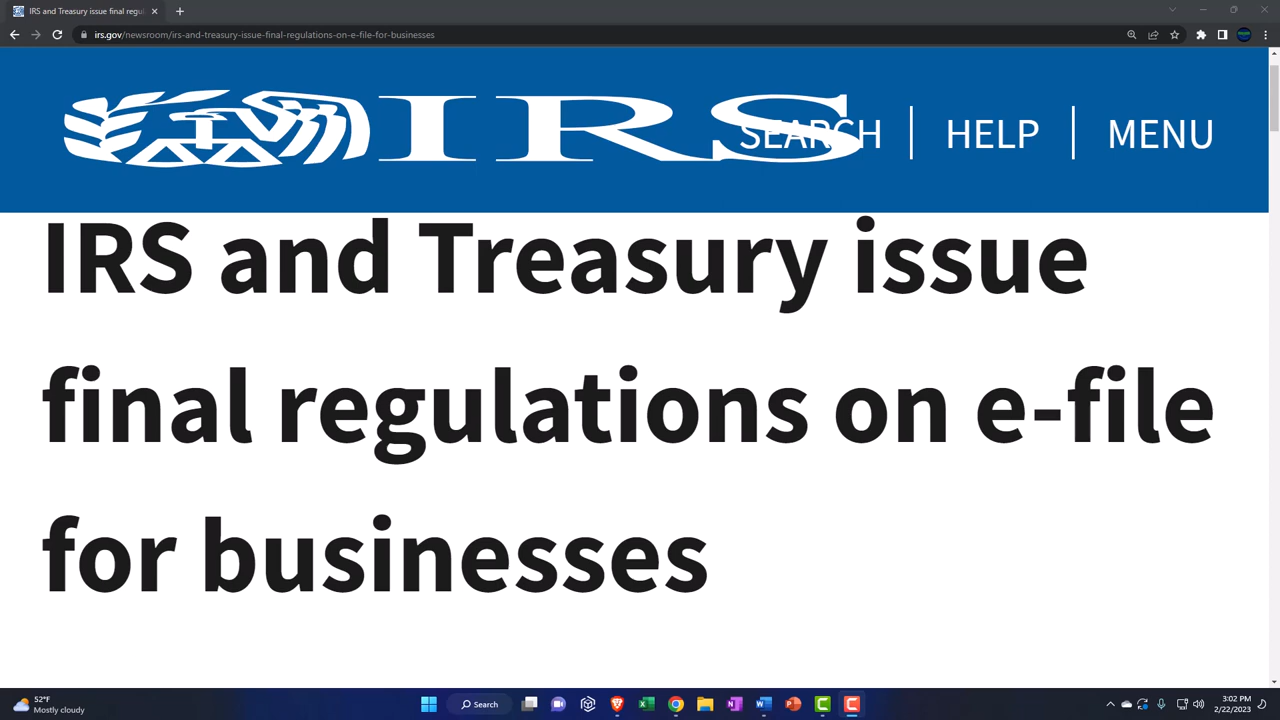 IRS and Treasury issue final regul
irs.gov/newsroom/irs-and-treasury-issue-final-regulations-on-e-file-for-businesses
IRS
SEARCH
HELP
MENU
IRS and Treasury issue
final regulations on e-file
for businesses
52°F
Mostly cloudy
Search
3:02 PM
2/22/2023